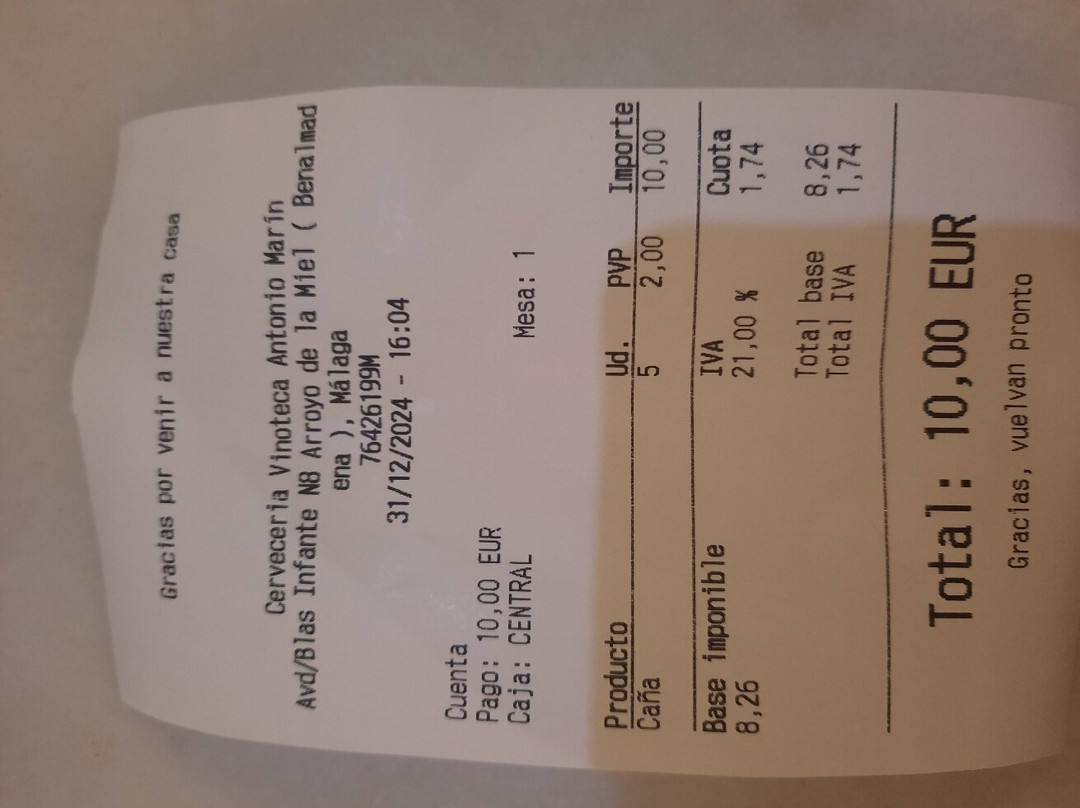 Gracias por venir a nuestra casa
Cerveceria Vinoteca Antonio Marín
Avd/Blas Infante N8 Arroyo de la Miel ( Benalmad
ena ), Málaga
76426199M
31/12/2024 - 16:04
Cuenta
Pago: 10,00 EUR
Caja: CENTRAL Mesa: 1
Producto Ud. PVP Importe
Caña 5 2,00 10,00
Base imponible IVA Cuota
8,26 21,00 % 1,74
Total base 8,26
Total IVA 1,74
Total: 10,00 EUR
Gracias, vuelvan pronto